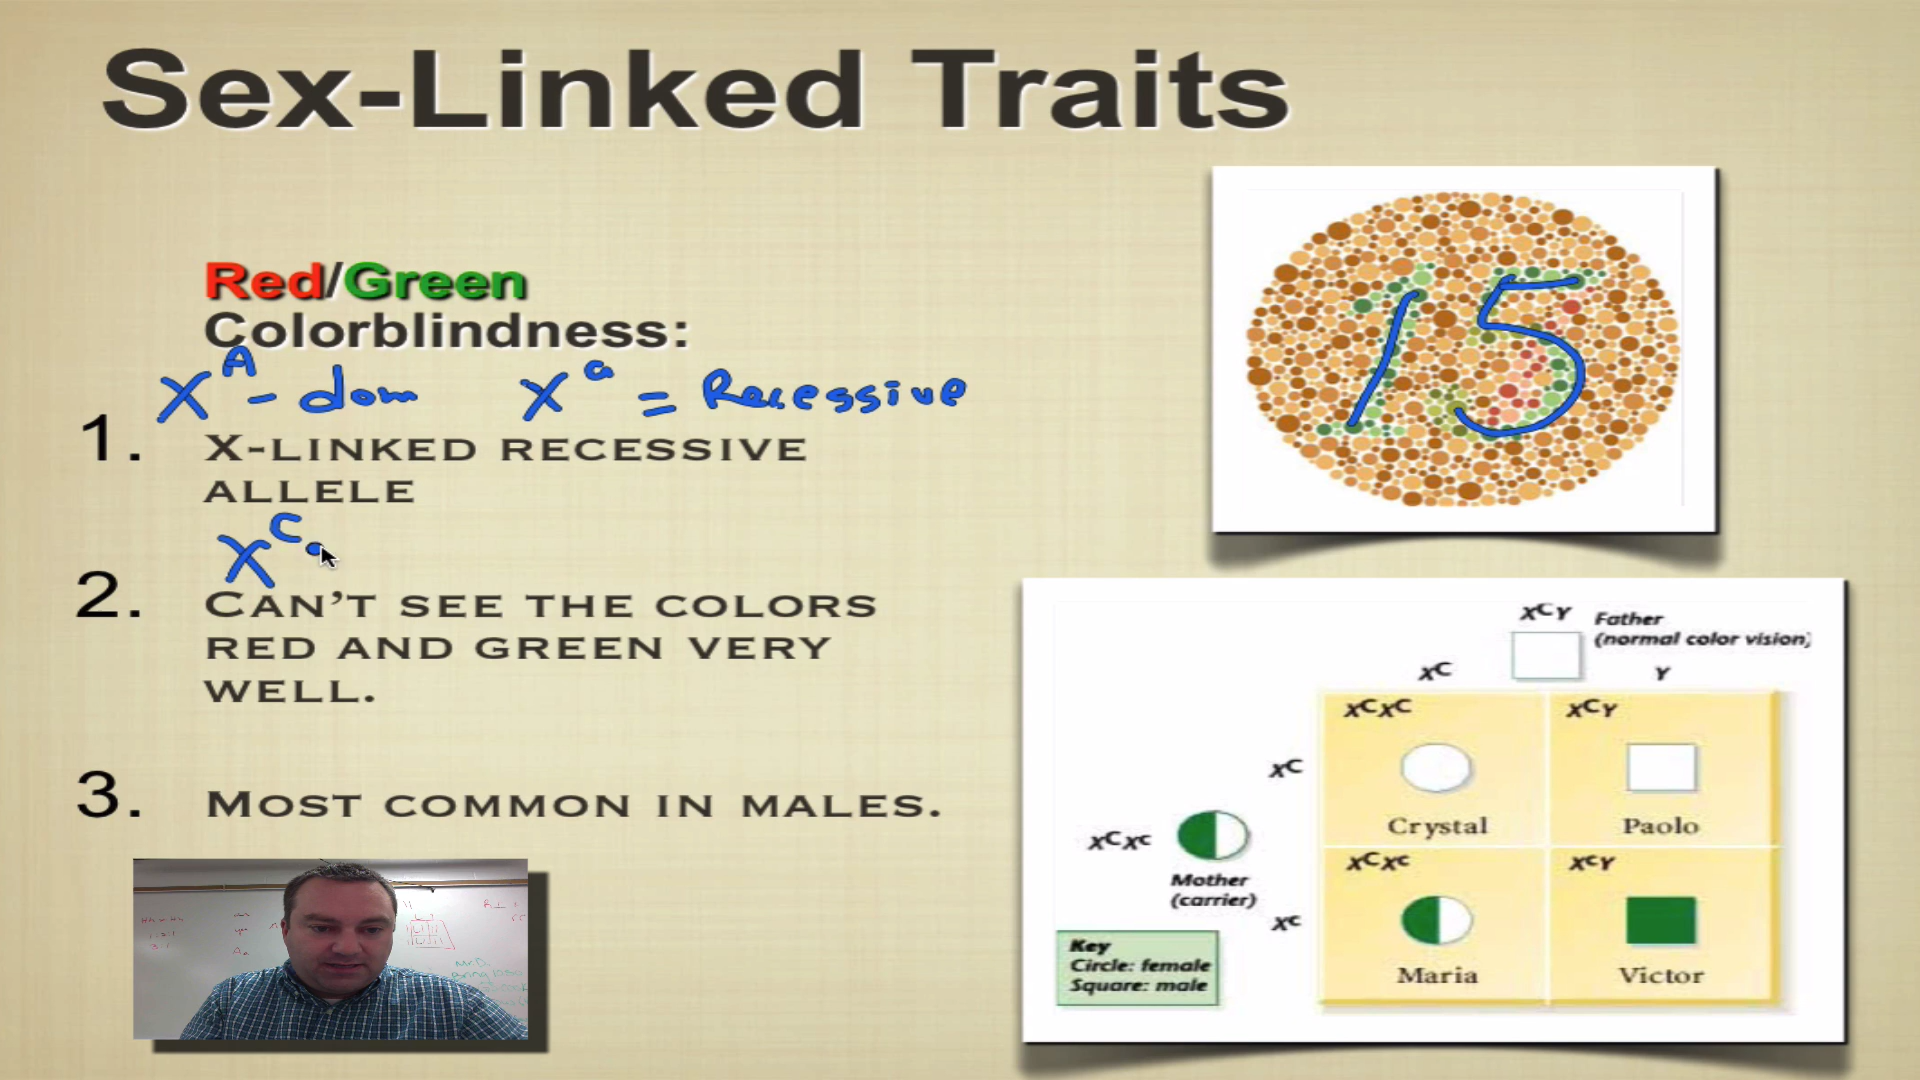 Sex-Linked Traits
Red/Green
Colorblindness:
X^A - dom    X^a = Recessive
1. X-LINKED RECESSIVE
ALLELE
X^C
2. CAN'T SEE THE COLORS
RED AND GREEN VERY
WELL.
3. MOST COMMON IN MALES.
15
X^C Y Father
(normal color vision)
X^C Y
X^C X^C X^C Y
X^C
Crystal Paolo
X^C X^c
Mother
(carrier)
X^C X^c X^c Y
X^c
Maria Victor
Key
Circle: female
Square: male